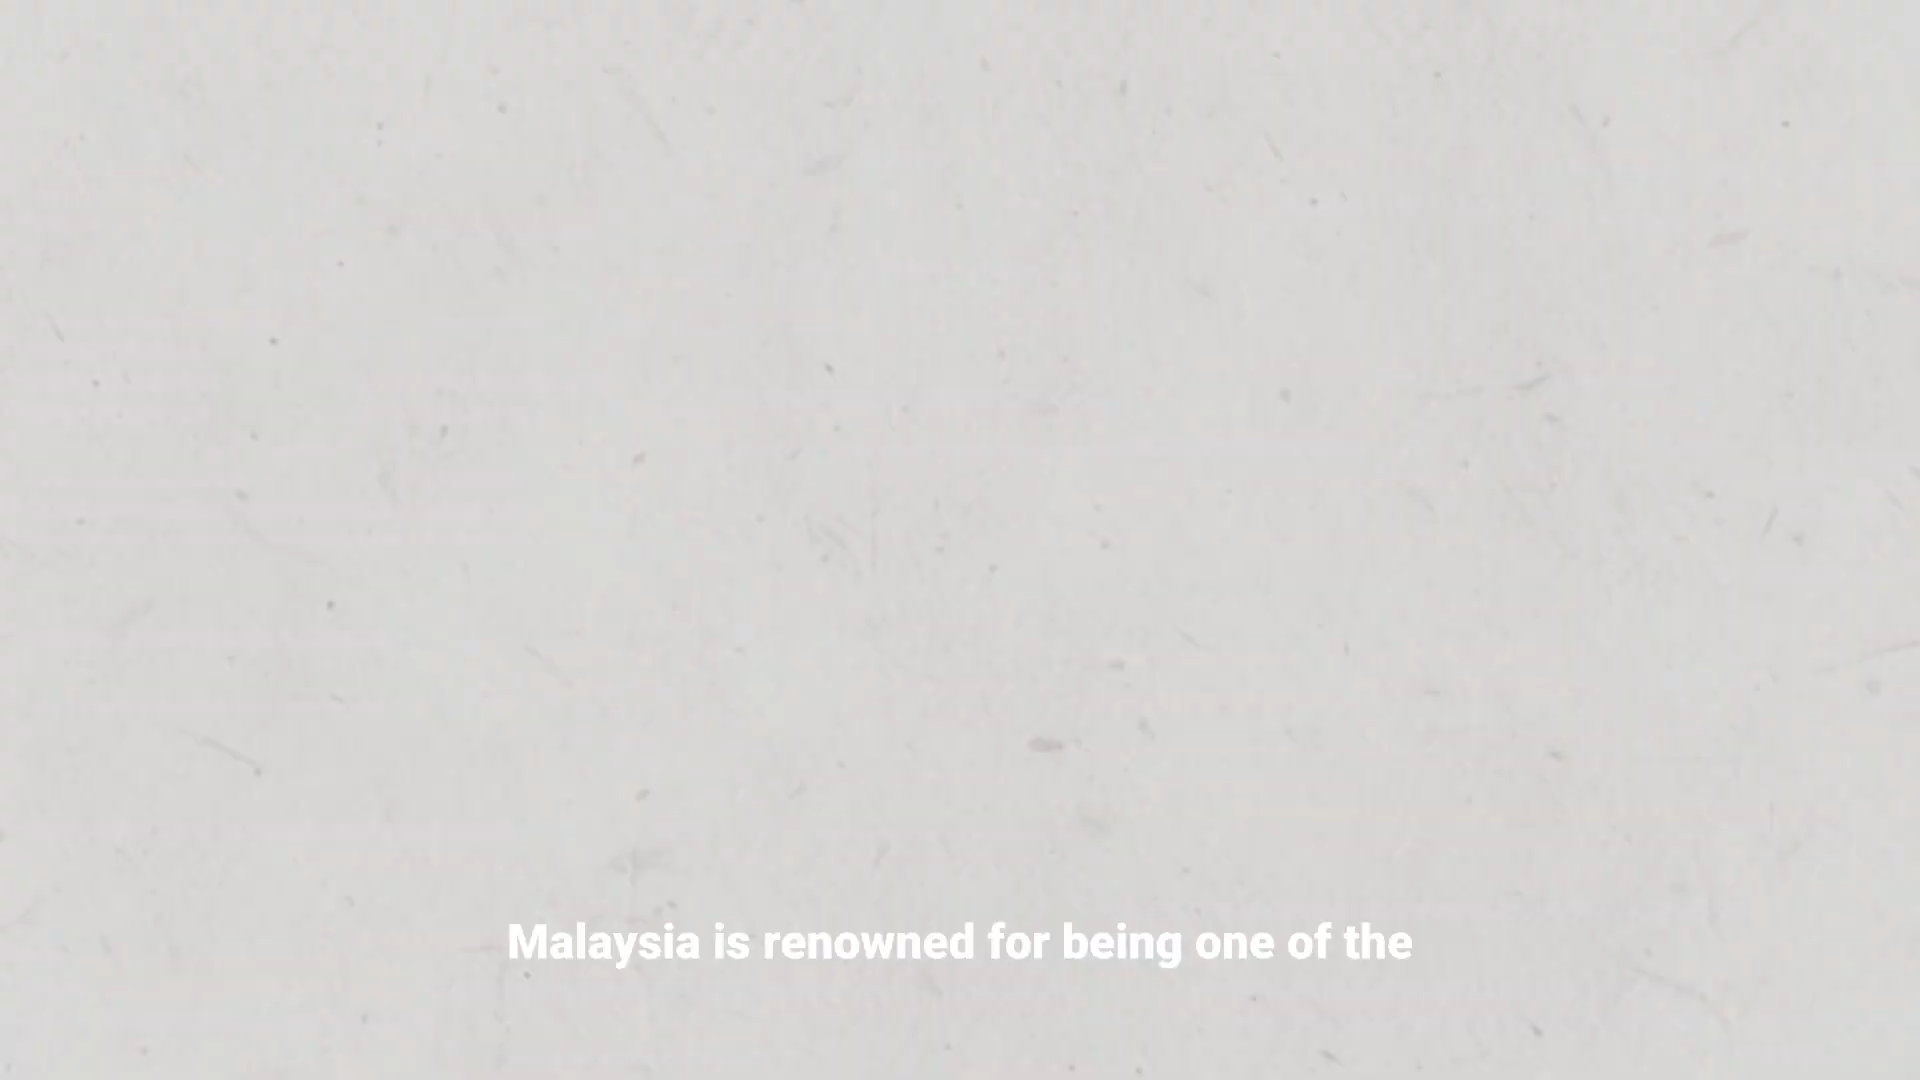 Malaysia is renowned for being one of the